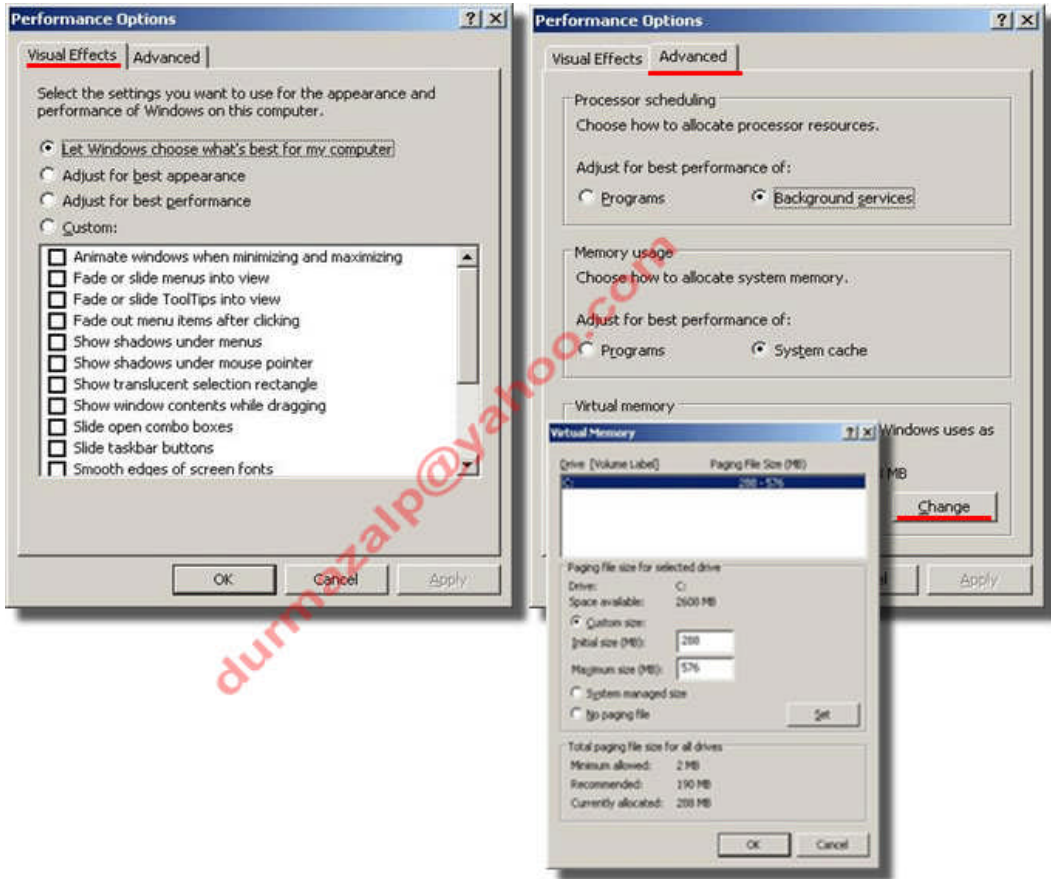 Performance Options
Visual Effects
Advanced
Select the settings you want to use for the appearance and
performance of Windows on this computer.
Let Windows choose what's best for my computer
Adjust for best appearance
Adjust for best performance
Custom:
Animate windows when minimizing and maximizing
Fade or slide menus into view
Fade or slide ToolTips into view
Fade out menu items after clicking
Show shadows under menus
Show shadows under mouse pointer
Show translucent selection rectangle
Show window contents while dragging
Slide open combo boxes
Slide taskbar buttons
Smooth edges of screen fonts
OK
Cancel
Apply
Performance Options
Visual Effects
Advanced
Processor scheduling
Choose how to allocate processor resources.
Adjust for best performance of:
Programs
Background services
Memory usage
Choose how to allocate system memory.
Adjust for best performance of:
Programs
System cache
Virtual memory
Windows uses as
MB
Change
Apply
Virtual Memory
Drive [Volume Label]
Paging File Size (MB)
C:
288 - 576
Paging file size for selected drive
Drive:
C:
Space available:
2600 MB
Custom size:
Initial size (MB):
288
Maximum size (MB):
576
System managed size
No paging file
Set
Total paging file size for all drives
Minimum allowed:
2 MB
Recommended:
190 MB
Currently allocated:
288 MB
OK
Cancel
durmazalp@yahoo.com